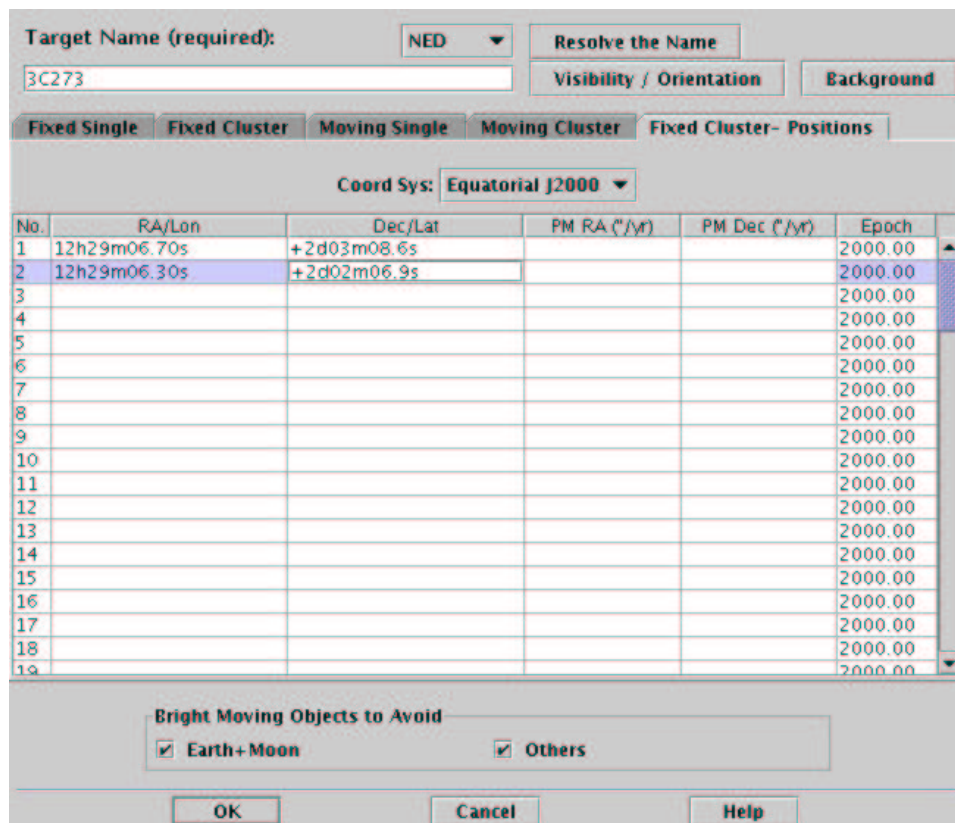 Target Name (required): NED Resolve the Name
3C273 Visibility / Orientation Background
Fixed Single Fixed Cluster Moving Single Moving Cluster Fixed Cluster- Positions
Coord Sys: Equatorial J2000
No. RA/Lon Dec/Lat PM RA ("/yr) PM Dec ("/yr) Epoch
1 12h29m06.70s +2d03m08.6s 2000.00
2 12h29m06.30s +2d02m06.9s 2000.00
3 2000.00
4 2000.00
5 2000.00
6 2000.00
7 2000.00
8 2000.00
9 2000.00
10 2000.00
11 2000.00
12 2000.00
13 2000.00
14 2000.00
15 2000.00
16 2000.00
17 2000.00
18 2000.00
19 2000.00
Bright Moving Objects to Avoid
Earth+Moon Others
OK Cancel Help